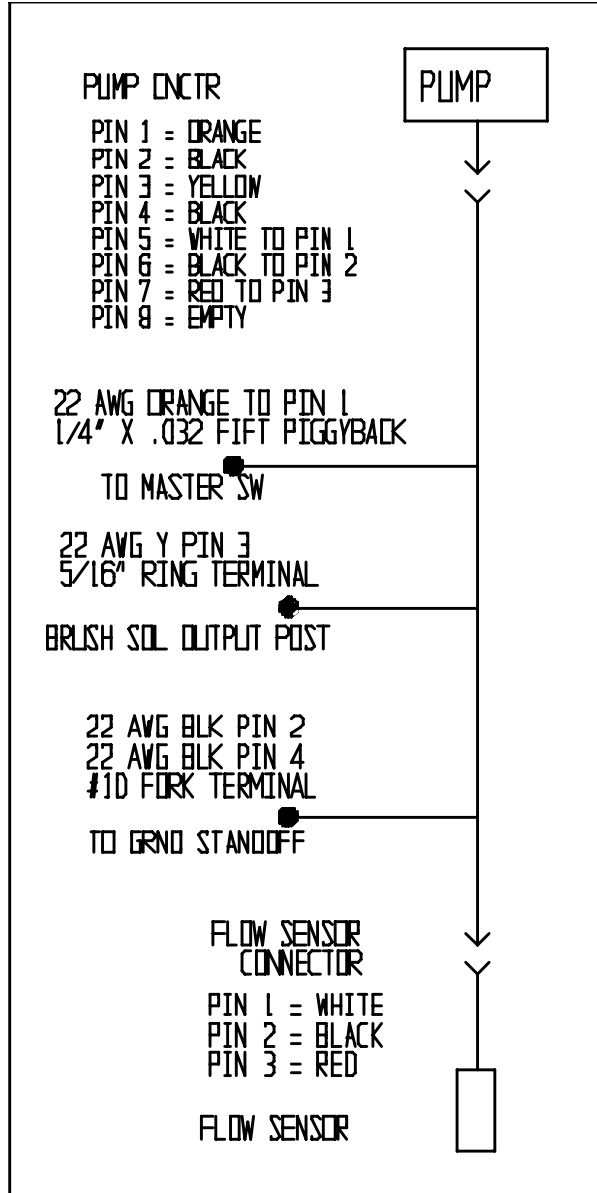 PUMP CNCTR
PUMP
PIN 1 = ORANGE
PIN 2 = BLACK
PIN 3 = YELLOW
PIN 4 = BLACK
PIN 5 = WHITE TO PIN 1
PIN 6 = BLACK TO PIN 2
PIN 7 = RED TO PIN 3
PIN 8 = EMPTY
22 AWG ORANGE TO PIN 1
1/4" X .032 FIFT PIGGYBACK
TO MASTER SW
22 AWG Y PIN 3
5/16" RING TERMINAL
BRUSH SOL OUTPUT POST
22 AWG BLK PIN 2
22 AWG BLK PIN 4
#10 FORK TERMINAL
TO GRND STANDOFF
FLOW SENSOR
CONNECTOR
PIN 1 = WHITE
PIN 2 = BLACK
PIN 3 = RED
FLOW SENSOR